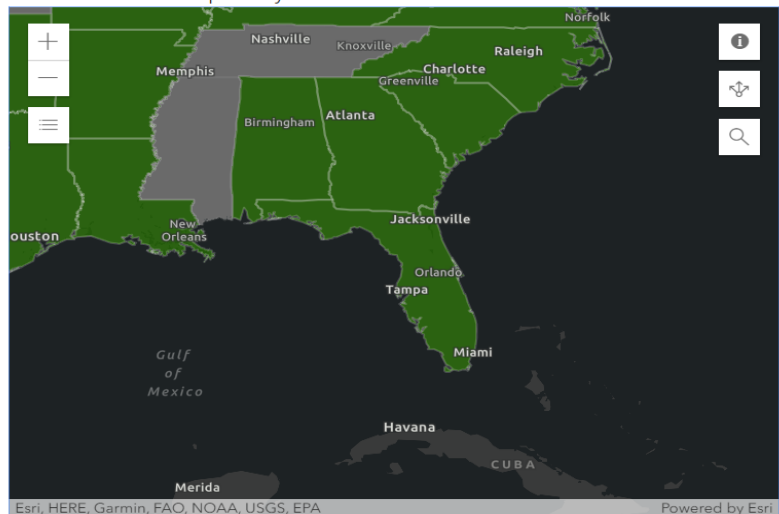 Norfolk
Nashville
Knoxville
Raleigh
Memphis
Charlotte
Greenville
Birmingham
Atlanta
New
Orleans
Jacksonville
ouston
Orlando
Tampa
Gulf
of
Mexico
Miami
Havana
CUBA
Merida
Esri, HERE, Garmin, FAO, NOAA, USGS, EPA
Powered by Esri